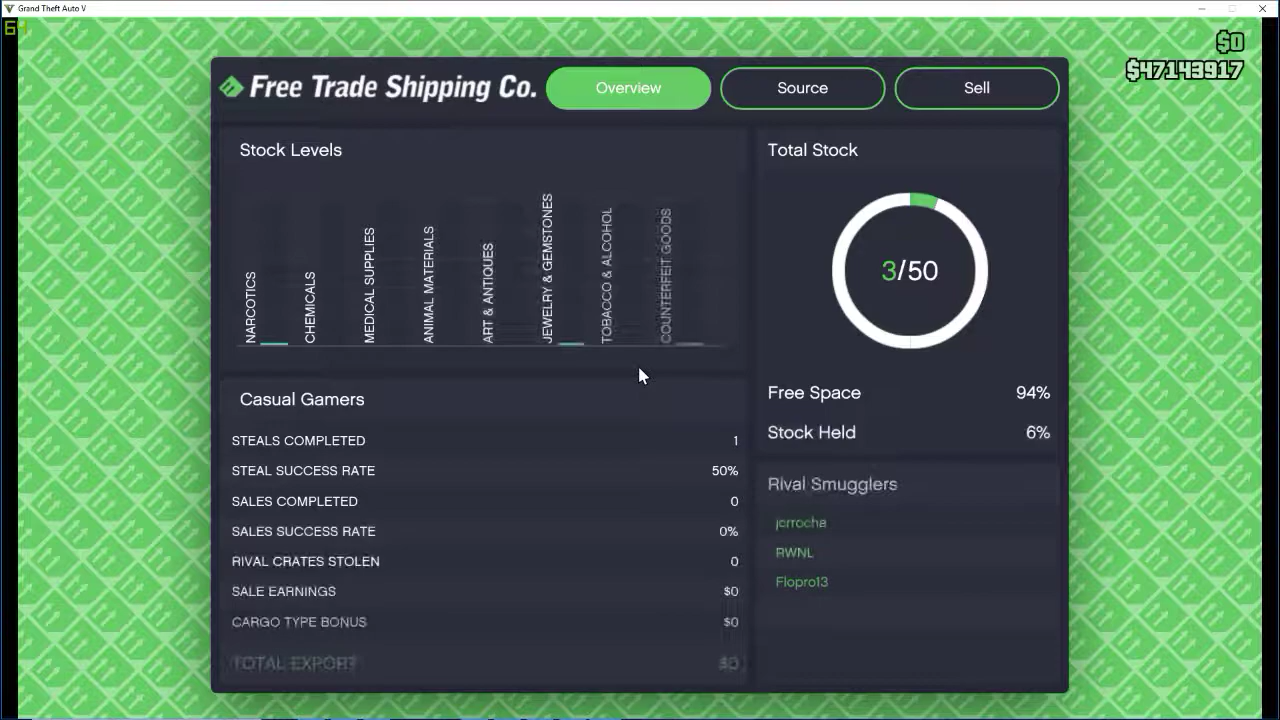 Grand Theft Auto V
64
$0
$47143917
Free Trade Shipping Co.
Overview
Source
Sell
Stock Levels
NARCOTICS
CHEMICALS
MEDICAL SUPPLIES
ANIMAL MATERIALS
ART & ANTIQUES
JEWELRY & GEMSTONES
TOBACCO & ALCOHOL
COUNTERFEIT GOODS
Total Stock
3/50
Free Space 94%
Stock Held 6%
Casual Gamers
STEALS COMPLETED 1
STEAL SUCCESS RATE 50%
SALES COMPLETED 0
SALES SUCCESS RATE 0%
RIVAL CRATES STOLEN 0
SALE EARNINGS $0
CARGO TYPE BONUS $0
TOTAL EXPORT $0
Rival Smugglers
jcrrocha
RWNL
Flopro13